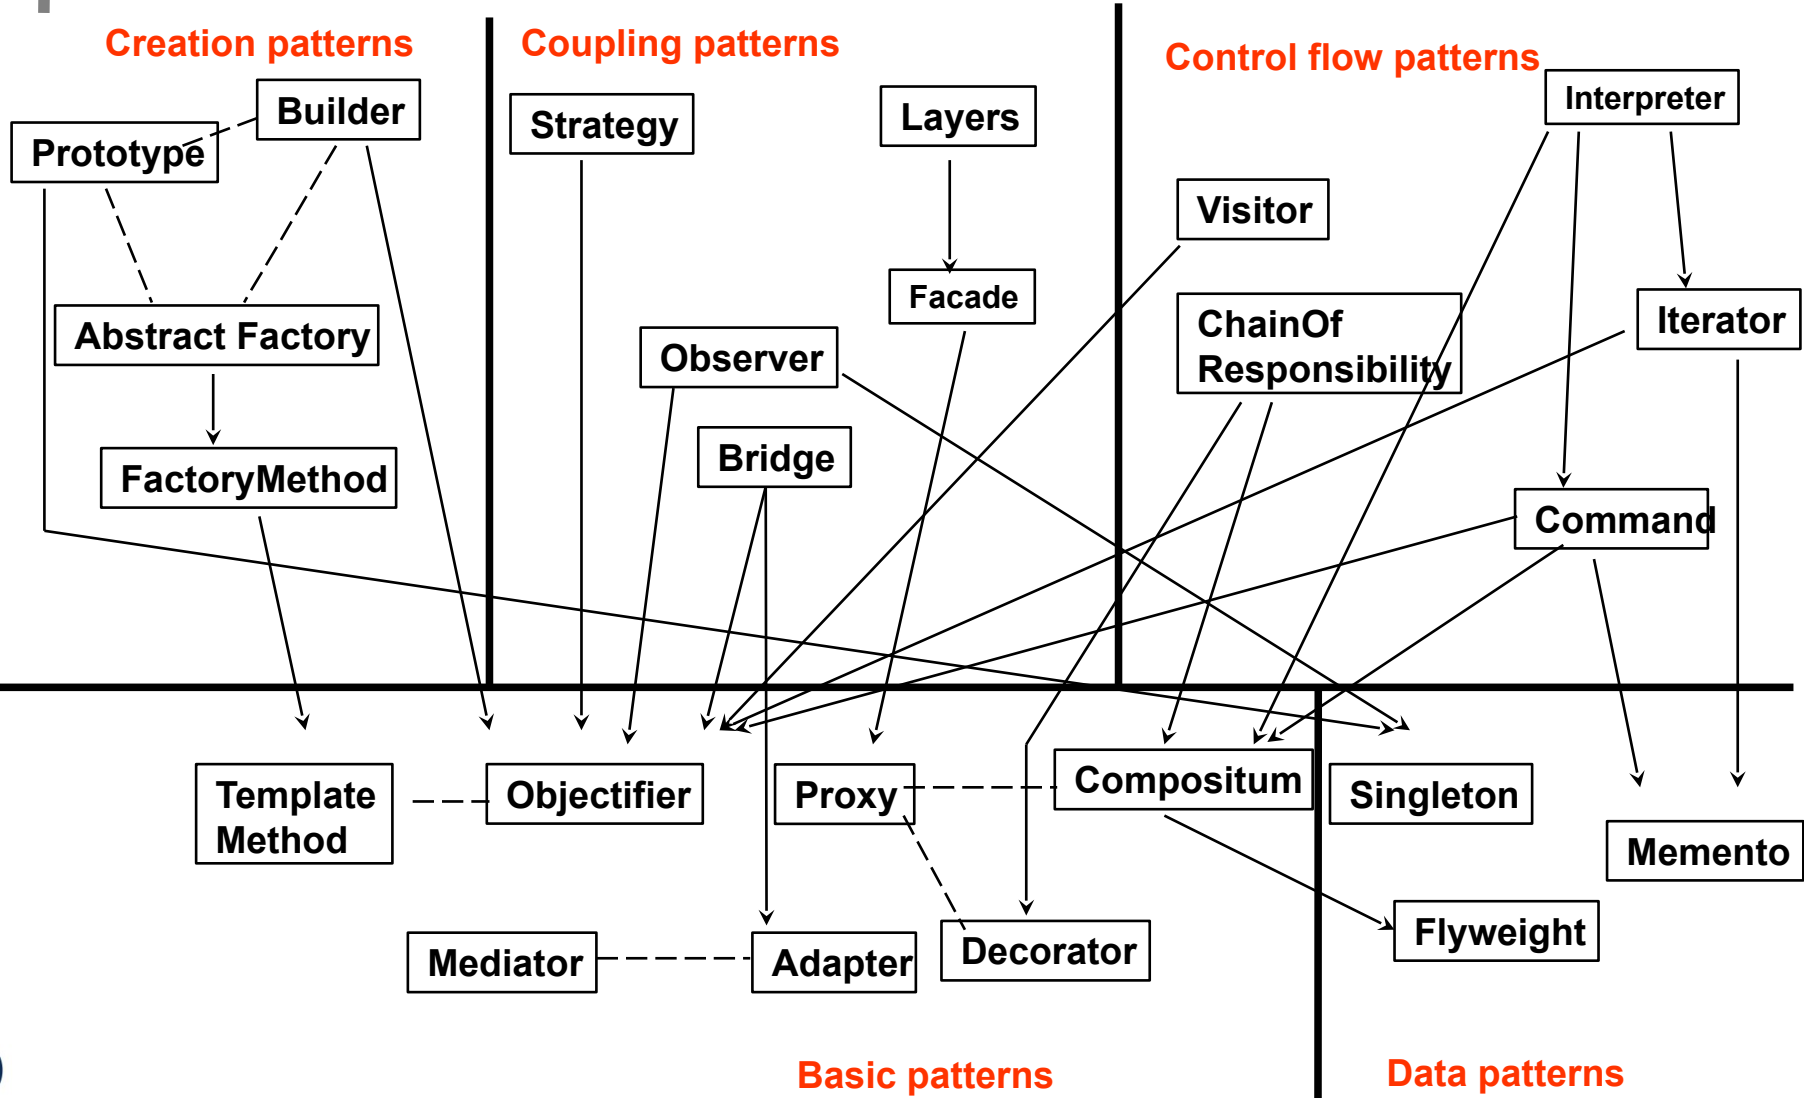 Creation patterns
Coupling patterns
Control flow patterns
Builder
Prototype
Strategy
Layers
Interpreter
Visitor
Facade
Abstract Factory
Observer
ChainOf
Responsibility
Iterator
FactoryMethod
Bridge
Command
Template
Method
Objectifier
Proxy
Compositum
Singleton
Memento
Mediator
Adapter
Decorator
Flyweight
Basic patterns
Data patterns